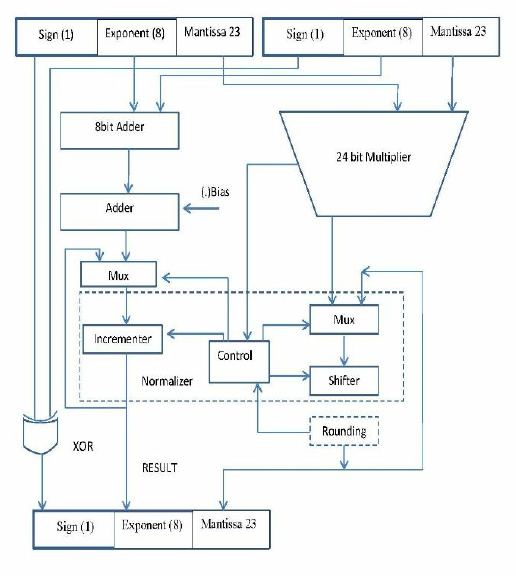 Sign (1) Exponent (8) Mantissa 23 Sign (1) Exponent (8) Mantissa 23
8bit Adder
24 bit Multiplier
(.)Bias
Adder
Mux
Mux
Incrementer
Control
Normalizer
Shifter
Rounding
XOR
RESULT
Sign (1) Exponent (8) Mantissa 23